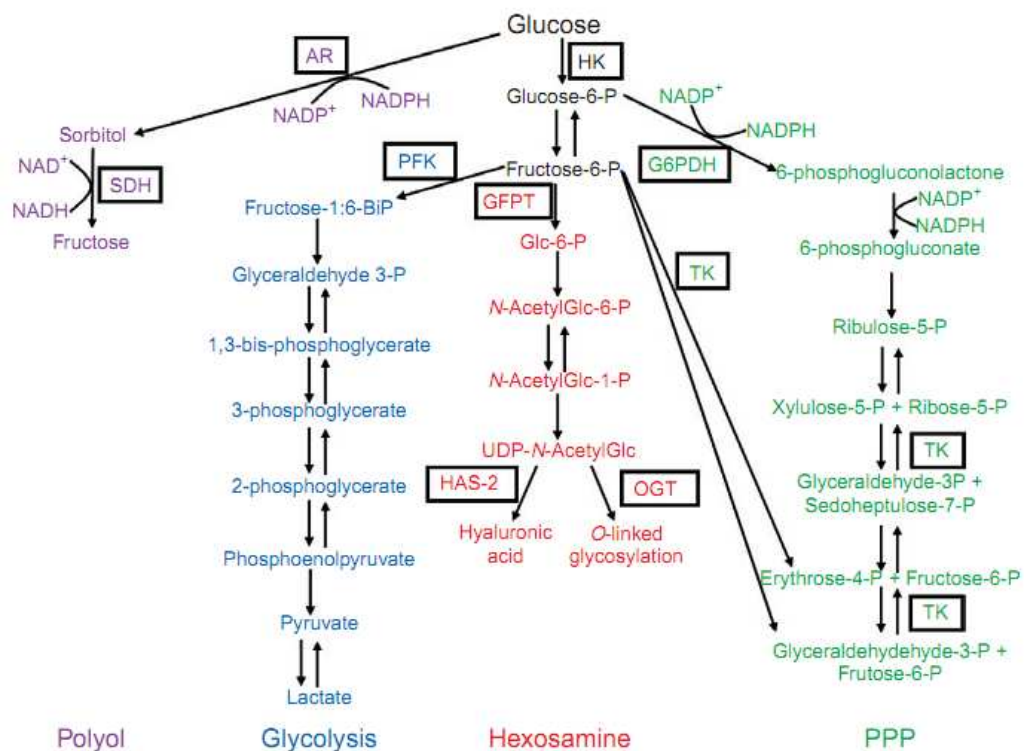 Glucose
AR
HK
NADP⁺
NADPH
Glucose-6-P
NADP⁺
NADPH
Sorbitol
NAD⁺
SDH
NADH
Fructose
PFK
Fructose-6-P
G6PDH
6-phosphogluconolactone
GFPT
NADP⁺
NADPH
Fructose-1:6-BiP
Glc-6-P
6-phosphogluconate
Glyceraldehyde 3-P
TK
N-AcetylGlc-6-P
Ribulose-5-P
1,3-bis-phosphoglycerate
N-AcetylGlc-1-P
3-phosphoglycerate
Xylulose-5-P + Ribose-5-P
UDP-N-AcetylGlc
TK
HAS-2
OGT
2-phosphoglycerate
Glyceraldehyde-3P +
Sedoheptulose-7-P
Hyaluronic
acid
O-linked
glycosylation
Phosphoenolpyruvate
Erythrose-4-P + Fructose-6-P
TK
Pyruvate
Glyceraldehydehyde-3-P +
Frutose-6-P
Lactate
Polyol
Glycolysis
Hexosamine
PPP